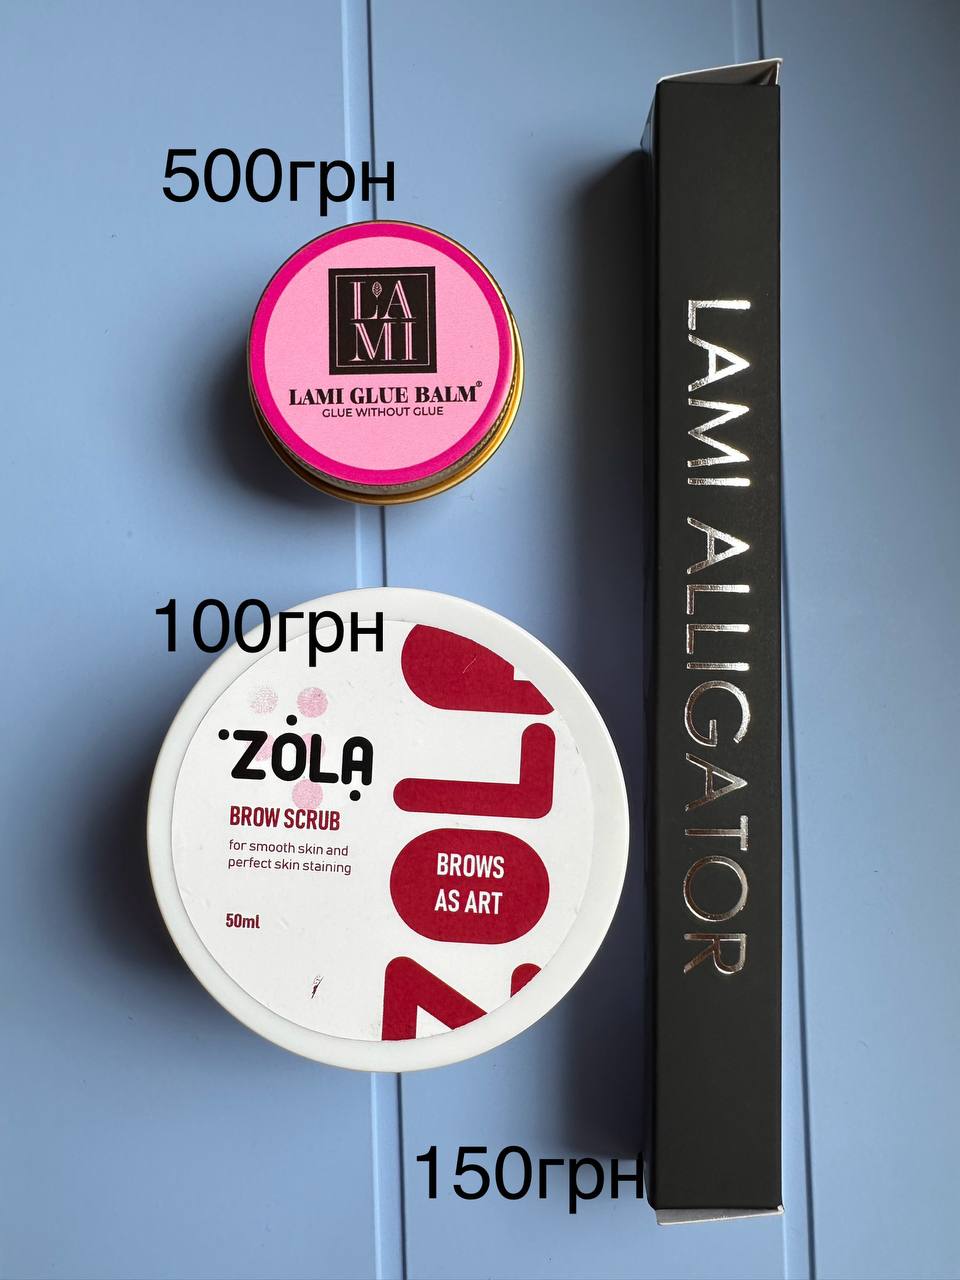 500грн
L'A
MI
LAMI GLUE BALM®
GLUE WITHOUT GLUE
100грн
ZOLA
BROW SCRUB
for smooth skin and
perfect skin staining
50ml
BROWS
AS ART
ZOLA
LAMI ALLIGATOR
150грн